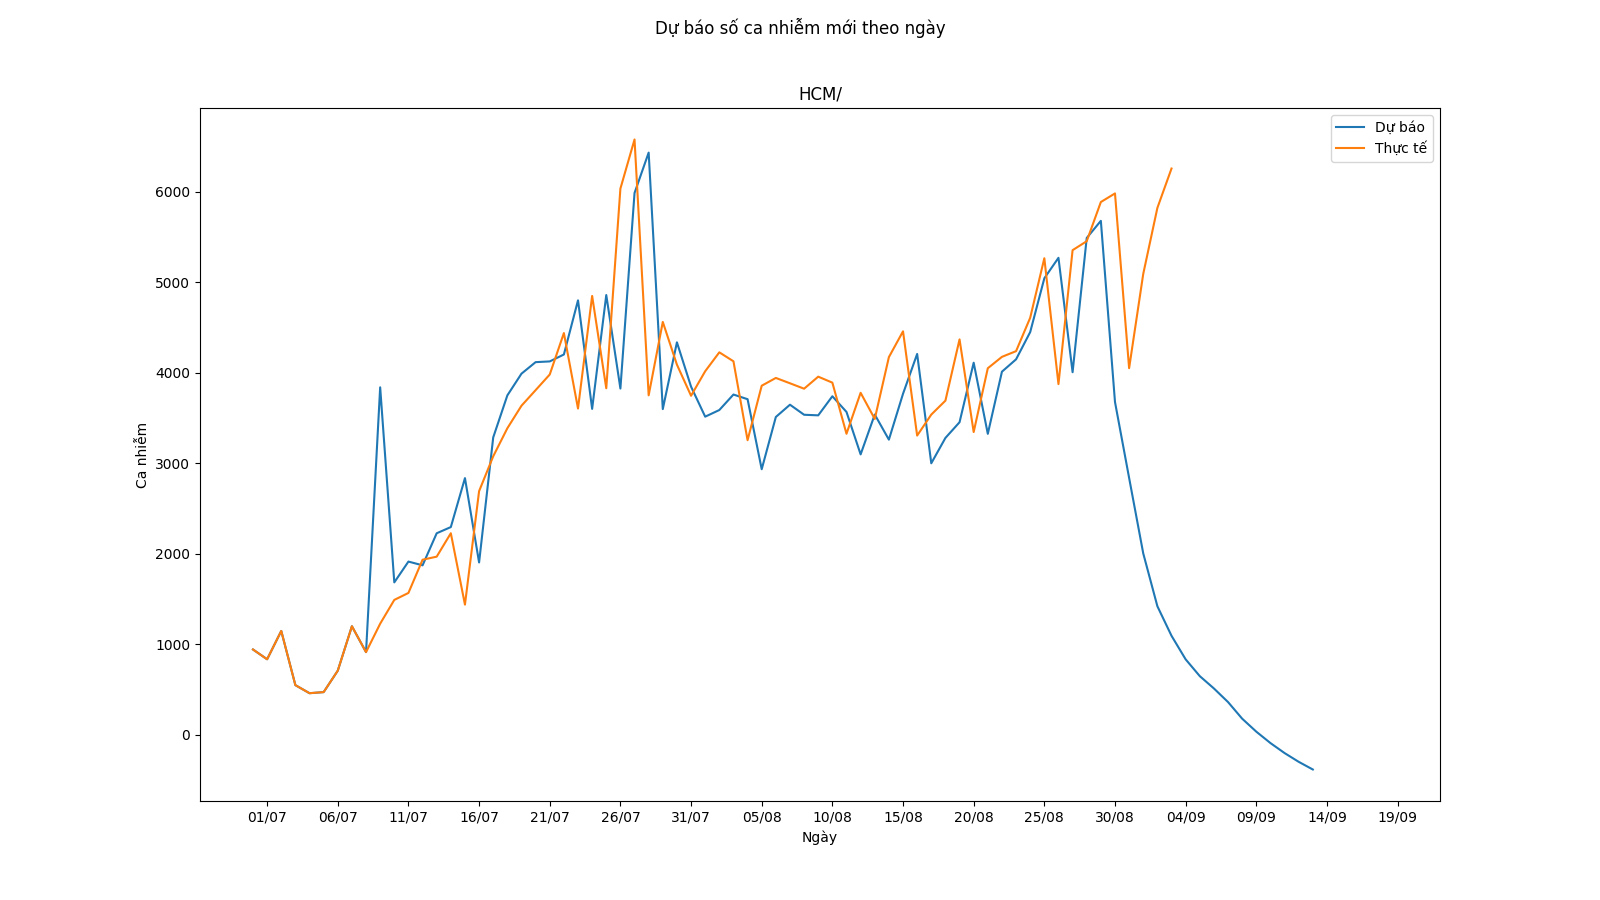 Dự báo số ca nhiễm mới theo ngày
HCM/
Dự báo
Thực tế
6000
5000
4000
3000
2000
1000
0
Ca nhiễm
01/07 06/07 11/07 16/07 21/07 26/07 31/07 05/08 10/08 15/08 20/08 25/08 30/08 04/09 09/09 14/09 19/09
Ngày